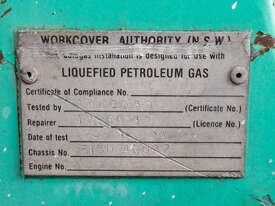 WORKCOVER AUTHORITY (N.S.W.)
autogas installation is designed for use with
LIQUEFIED PETROLEUM GAS
Certificate of Compliance No.
Tested by (Certificate No.)
Repairer (Licence No.)
Date of test
Chassis No.
Engine No.